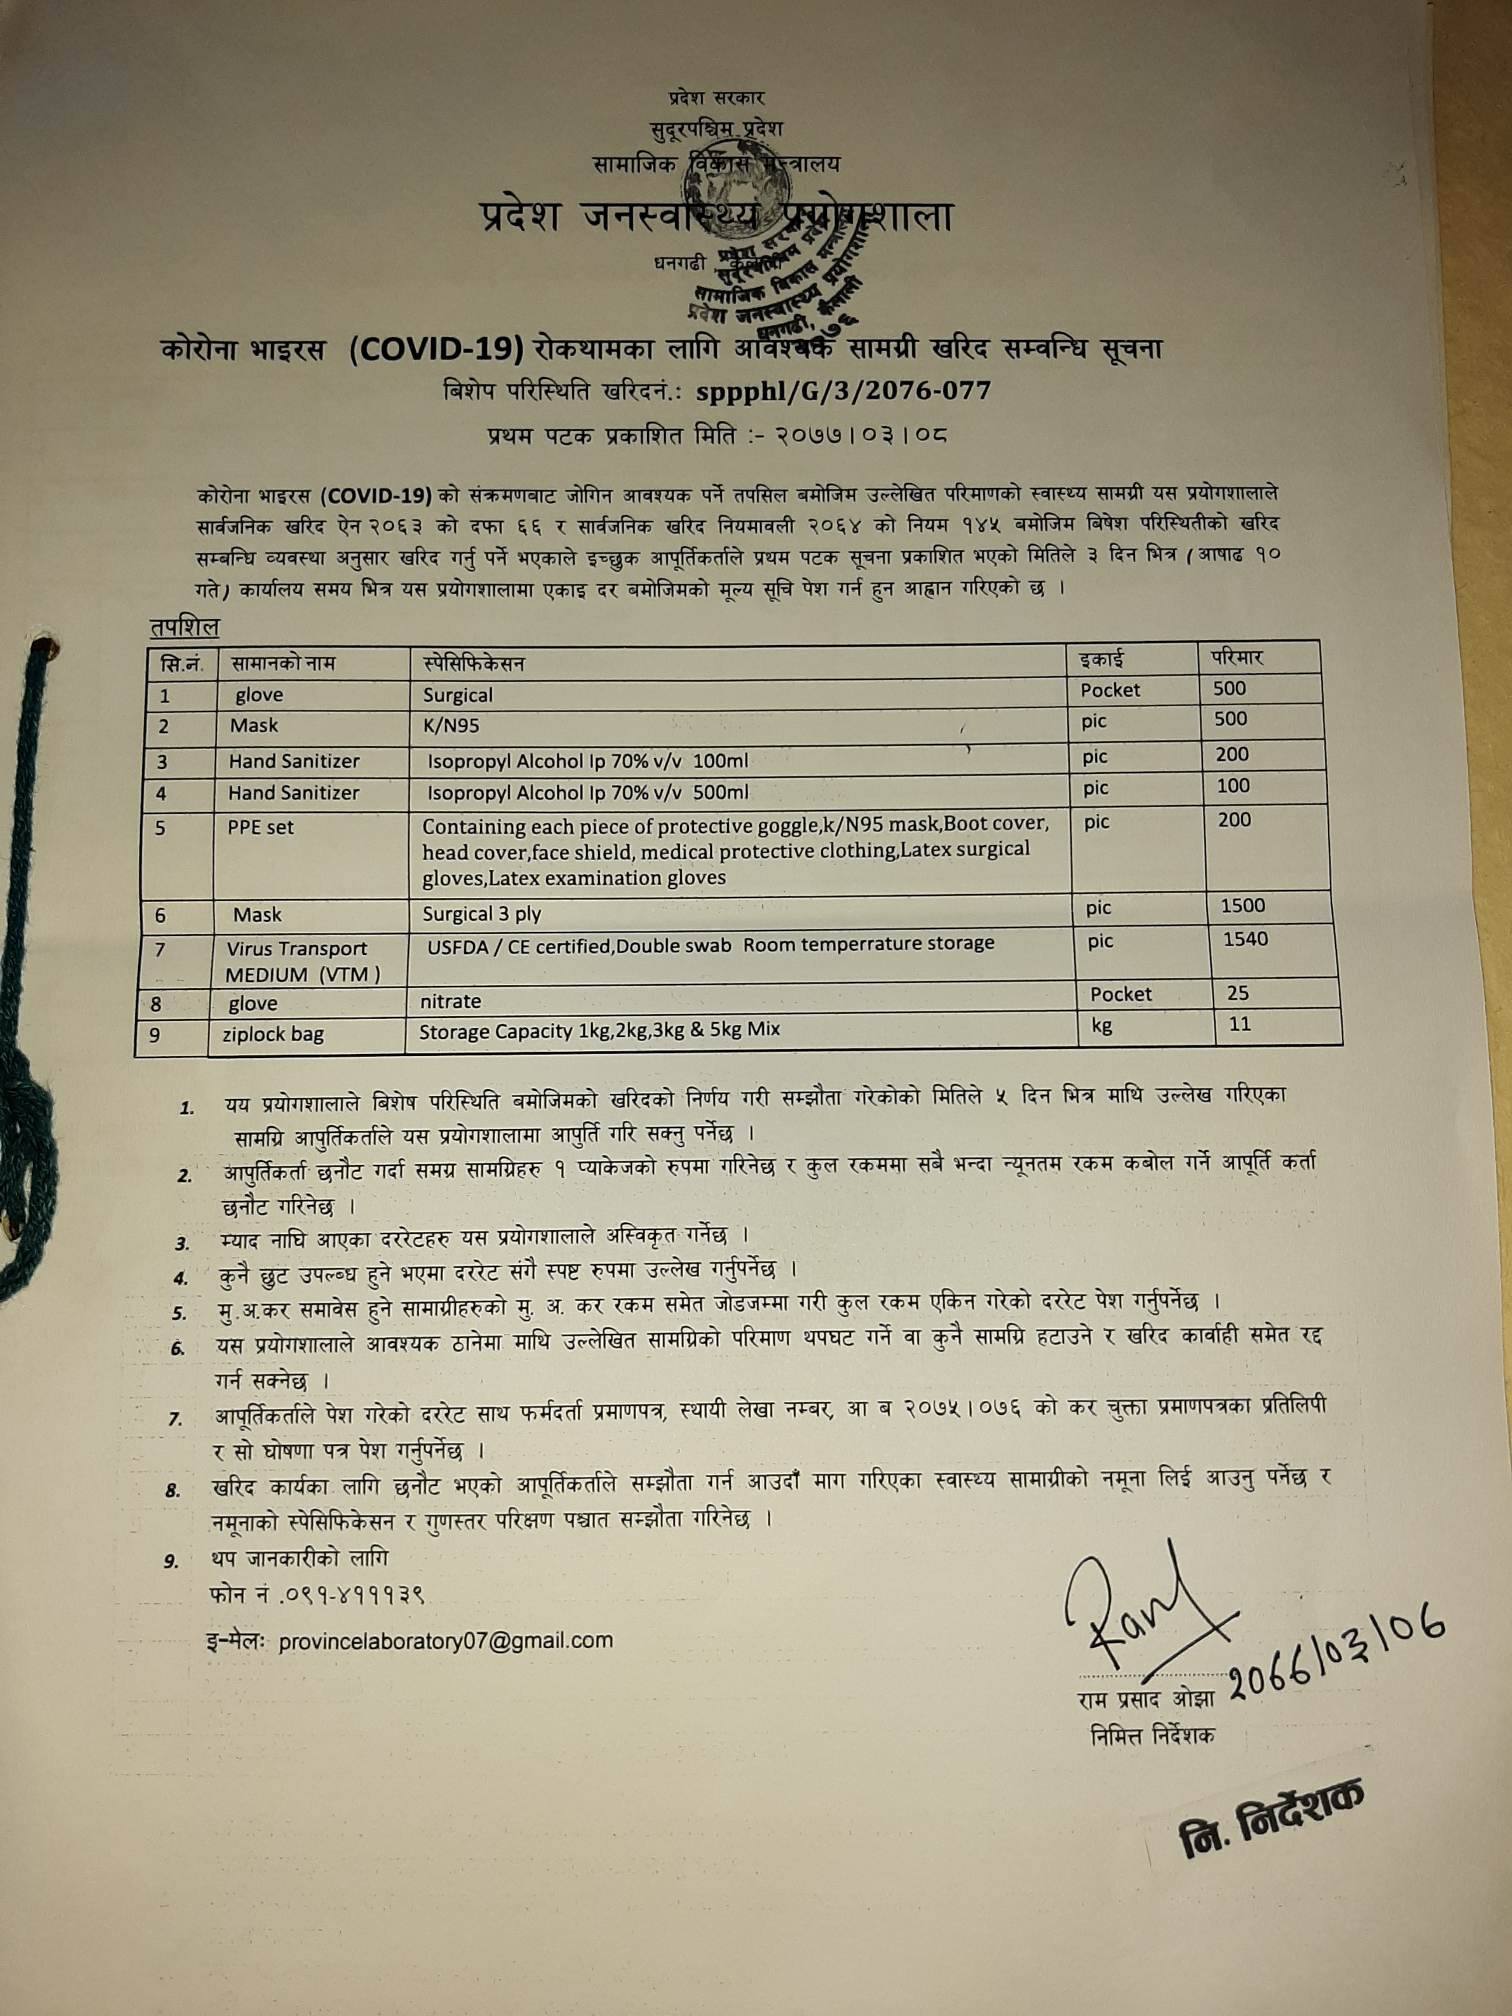 प्रदेश सरकार
सुदूरपश्चिम प्रदेश
सामाजिक विकास मन्त्रालय
प्रदेश जनस्वास्थ्य प्रयोगशाला
धनगढी, कैलाली
प्रदेश सरकार
सुदूरपश्चिम प्रदेश
सामाजिक विकास मन्त्रालय
प्रदेश जनस्वास्थ्य प्रयोगशाला
धनगढी, कैलाली
कोरोना भाइरस (COVID-19) रोकथामका लागि आवश्यक सामग्री खरिद सम्वन्धि सूचना
बिशेष परिस्थिति खरिदनं.: sppphl/G/3/2076-077
प्रथम पटक प्रकाशित मिति :- २०७७।०३।०८
कोरोना भाइरस (COVID-19) को संक्रमणबाट जोगिन आवश्यक पर्ने तपसिल बमोजिम उल्लेखित परिमाणको स्वास्थ्य सामग्री यस प्रयोगशालाले
सार्वजनिक खरिद ऐन २०६३ को दफा ६६ र सार्वजनिक खरिद नियमावली २०६४ को नियम १४५ बमोजिम बिषेश परिस्थितीको खरिद
सम्बन्धि व्यवस्था अनुसार खरिद गर्नु पर्ने भएकाले इच्छुक आपूर्तिकर्ताले प्रथम पटक सूचना प्रकाशित भएको मितिले ३ दिन भित्र (आषाढ १०
गते) कार्यालय समय भित्र यस प्रयोगशालामा एकाइ दर बमोजिमको मूल्य सूचि पेश गर्न हुन आह्वान गरिएको छ ।
तपशिल
सि.नं. सामानको नाम स्पेसिफिकेसन इकाई परिमार
1 glove Surgical Pocket 500
2 Mask K/N95 pic 500
3 Hand Sanitizer Isopropyl Alcohol Ip 70% v/v 100ml pic 200
4 Hand Sanitizer Isopropyl Alcohol Ip 70% v/v 500ml pic 100
5 PPE set Containing each piece of protective goggle,k/N95 mask,Boot cover, pic 200
head cover,face shield, medical protective clothing,Latex surgical
gloves,Latex examination gloves
6 Mask Surgical 3 ply pic 1500
7 Virus Transport USFDA / CE certified,Double swab Room temperrature storage pic 1540
MEDIUM (VTM )
8 glove nitrate Pocket 25
9 ziplock bag Storage Capacity 1kg,2kg,3kg & 5kg Mix kg 11
1. यय प्रयोगशालाले बिशेष परिस्थिति बमोजिमको खरिदको निर्णय गरी सम्झौता गरेकोको मितिले ५ दिन भित्र माथि उल्लेख गरिएका
सामग्रि आपुर्तिकर्ताले यस प्रयोगशालामा आपुर्ति गरि सक्नु पर्नेछ ।
2. आपुर्तिकर्ता छनौट गर्दा समग्र सामग्रिहरु १ प्याकेजको रुपमा गरिनेछ र कुल रकममा सबै भन्दा न्यूनतम रकम कबोल गर्ने आपूर्ति कर्ता
छनौट गरिनेछ ।
3. म्याद नाघि आएका दररेटहरु यस प्रयोगशालाले अस्विकृत गर्नेछ ।
4. कुनै छुट उपल्ब्ध हुने भएमा दररेट संगै स्पष्ट रुपमा उल्लेख गर्नुपर्नेछ ।
5. मु.अ.कर समावेस हुने सामाग्रीहरुको मु. अ. कर रकम समेत जोडजम्मा गरी कुल रकम एकिन गरेको दररेट पेश गर्नुपर्नेछ ।
6. यस प्रयोगशालाले आवश्यक ठानेमा माथि उल्लेखित सामग्रिको परिमाण थपघट गर्ने वा कुनै सामग्रि हटाउने र खरिद कार्वाही समेत रद्द
गर्न सक्नेछ ।
7. आपूर्तिकर्ताले पेश गरेको दररेट साथ फर्मदर्ता प्रमाणपत्र, स्थायी लेखा नम्बर, आ ब २०७५।०७६ को कर चुक्ता प्रमाणपत्रका प्रतिलिपी
र सो घोषणा पत्र पेश गर्नुपर्नेछ ।
8. खरिद कार्यका लागि छनौट भएको आपूर्तिकर्ताले सम्झौता गर्न आउदाँ माग गरिएका स्वास्थ्य सामाग्रीको नमूना लिई आउनु पर्नेछ र
नमूनाको स्पेसिफिकेसन र गुणस्तर परिक्षण पश्चात सम्झौता गरिनेछ ।
9. थप जानकारीको लागि
फोन नं .०९१-४१११३९
इ-मेलः provincelaboratory07@gmail.com
२०७७/०३/०७
राम प्रसाद ओझा
निमित्त निर्देशक
नि. निर्देशक